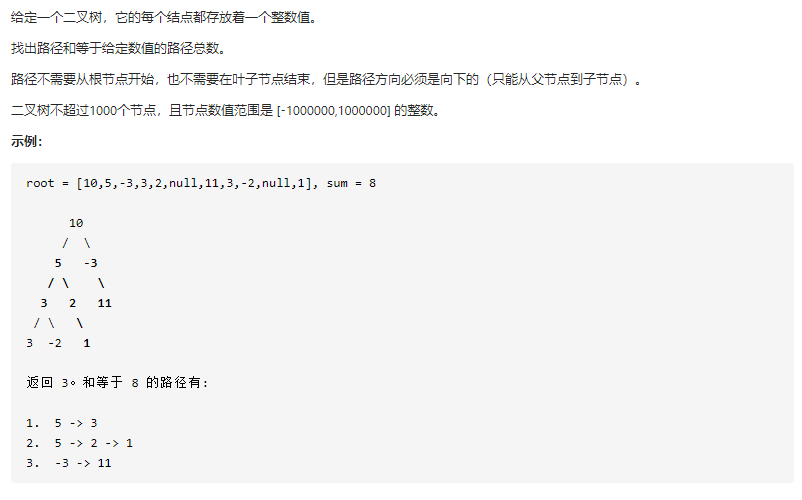 给定一个二叉树，它的每个结点都存放着一个整数值。
找出路径和等于给定数值的路径总数。
路径不需要从根节点开始，也不需要在叶子节点结束，但是路径方向必须是向下的（只能从父节点到子节点）。
二叉树不超过1000个节点，且节点数值范围是 [-1000000,1000000] 的整数。
示例：
root = [10,5,-3,3,2,null,11,3,-2,null,1], sum = 8
      10
     /  \
    5   -3
   / \    \
  3   2   11
 / \   \
3  -2   1
返回 3。和等于 8 的路径有:
1.  5 -> 3
2.  5 -> 2 -> 1
3.  -3 -> 11